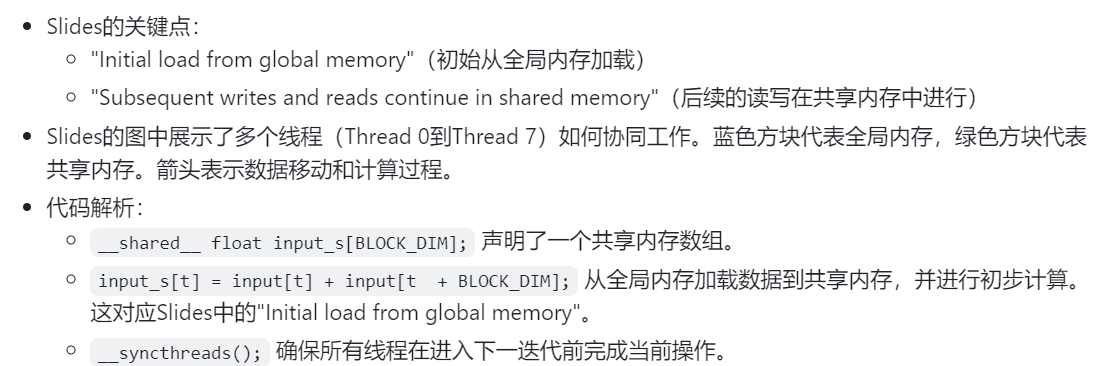 Slides的关键点：
"Initial load from global memory"（初始从全局内存加载）
"Subsequent writes and reads continue in shared memory"（后续的读写在共享内存中进行）
Slides的图中展示了多个线程（Thread 0到Thread 7）如何协同工作。蓝色方块代表全局内存，绿色方块代表
共享内存。箭头表示数据移动和计算过程。
代码解析：
__shared__ float input_s[BLOCK_DIM]; 声明了一个共享内存数组。
input_s[t] = input[t] + input[t  + BLOCK_DIM]; 从全局内存加载数据到共享内存，并进行初步计算。
这对应Slides中的"Initial load from global memory"。
__syncthreads(); 确保所有线程在进入下一迭代前完成当前操作。